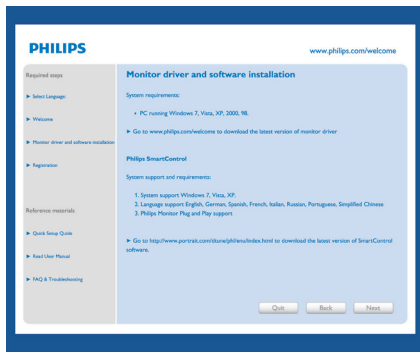 PHILIPS
www.philips.com/welcome
Required steps
Select Language
Welcome
Monitor driver and software installation
Registration
Reference materials
Quick Setup Quide
Read User Manual
FAQ & Troubleshooting
Monitor driver and software installation
System requirements:
• PC running Windows 7, Vista, XP, 2000, 98.
Go to www.philips.com/welcome to download the latest version of monitor driver
Philips SmartControl
System support and requirements:
1. System support Windows 7, Vista, XP.
2. Language support English, German, Spanish, French, Italian, Russian, Portuguese, Simplified Chinese
3. Philips Monitor Plug and Play support
Go to http://www.portrait.com/dtune/phil/enu/index.html to download the latest version of SmartControl
software.
Quit
Back
Next